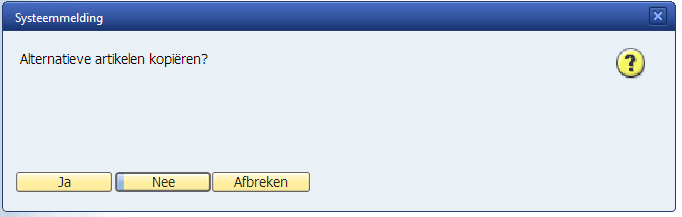 Systeemmelding
Alternatieve artikelen kopiëren?
Ja Nee Afbreken